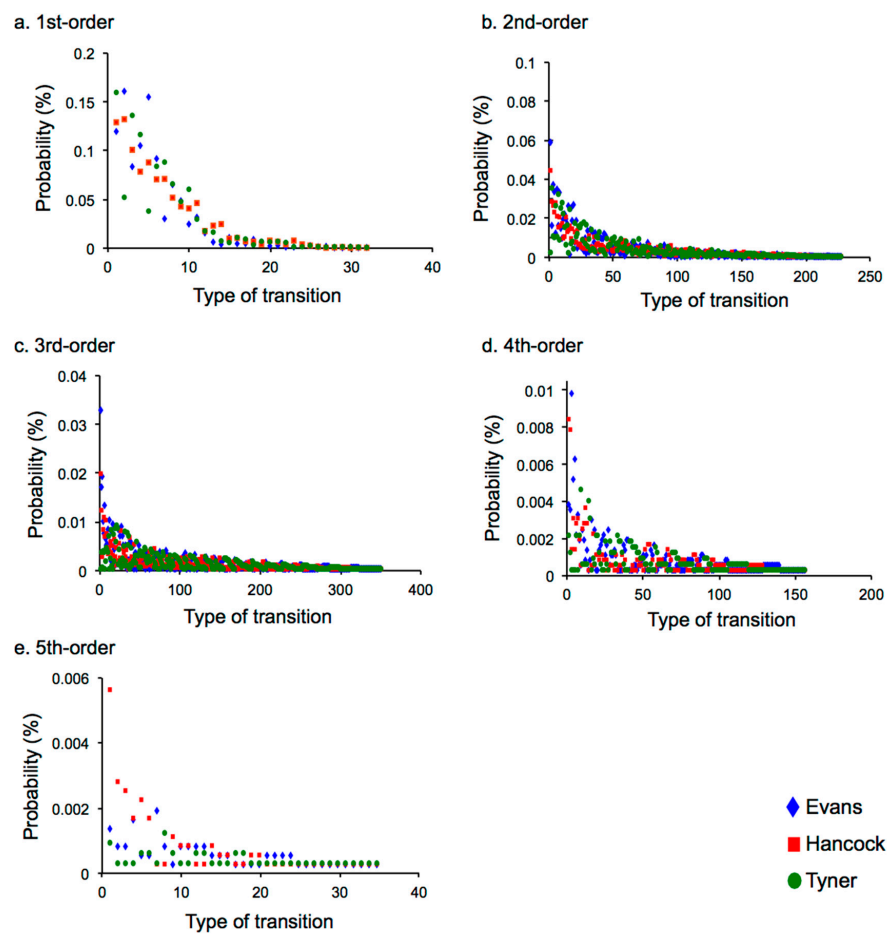 a. 1st-order
Probability (%)
0.2
0.15
0.1
0.05
0
0 10 20 30 40
Type of transition
b. 2nd-order
Probability (%)
0.1
0.08
0.06
0.04
0.02
0
0 50 100 150 200 250
Type of transition
c. 3rd-order
Probability (%)
0.04
0.03
0.02
0.01
0
0 100 200 300 400
Type of transition
d. 4th-order
Probability (%)
0.01
0.008
0.006
0.004
0.002
0
0 50 100 150 200
Type of transition
e. 5th-order
Probability (%)
0.006
0.004
0.002
0
0 10 20 30 40
Type of transition
Evans
Hancock
Tyner